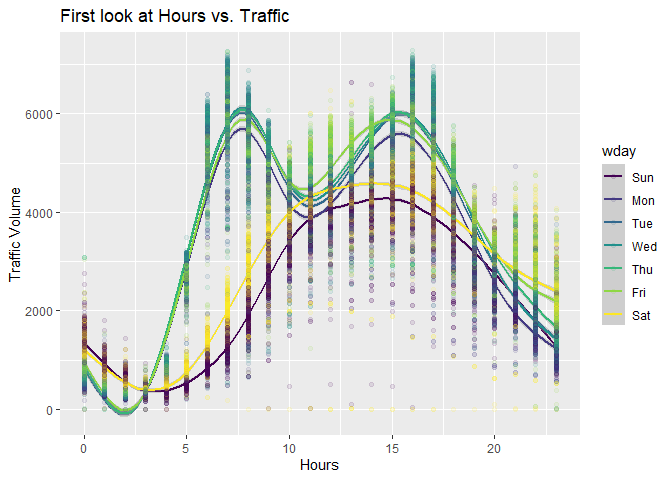 First look at Hours vs. Traffic
6000
4000
2000
0
Traffic Volume
0 5 10 15 20
Hours
wday
Sun
Mon
Tue
Wed
Thu
Fri
Sat